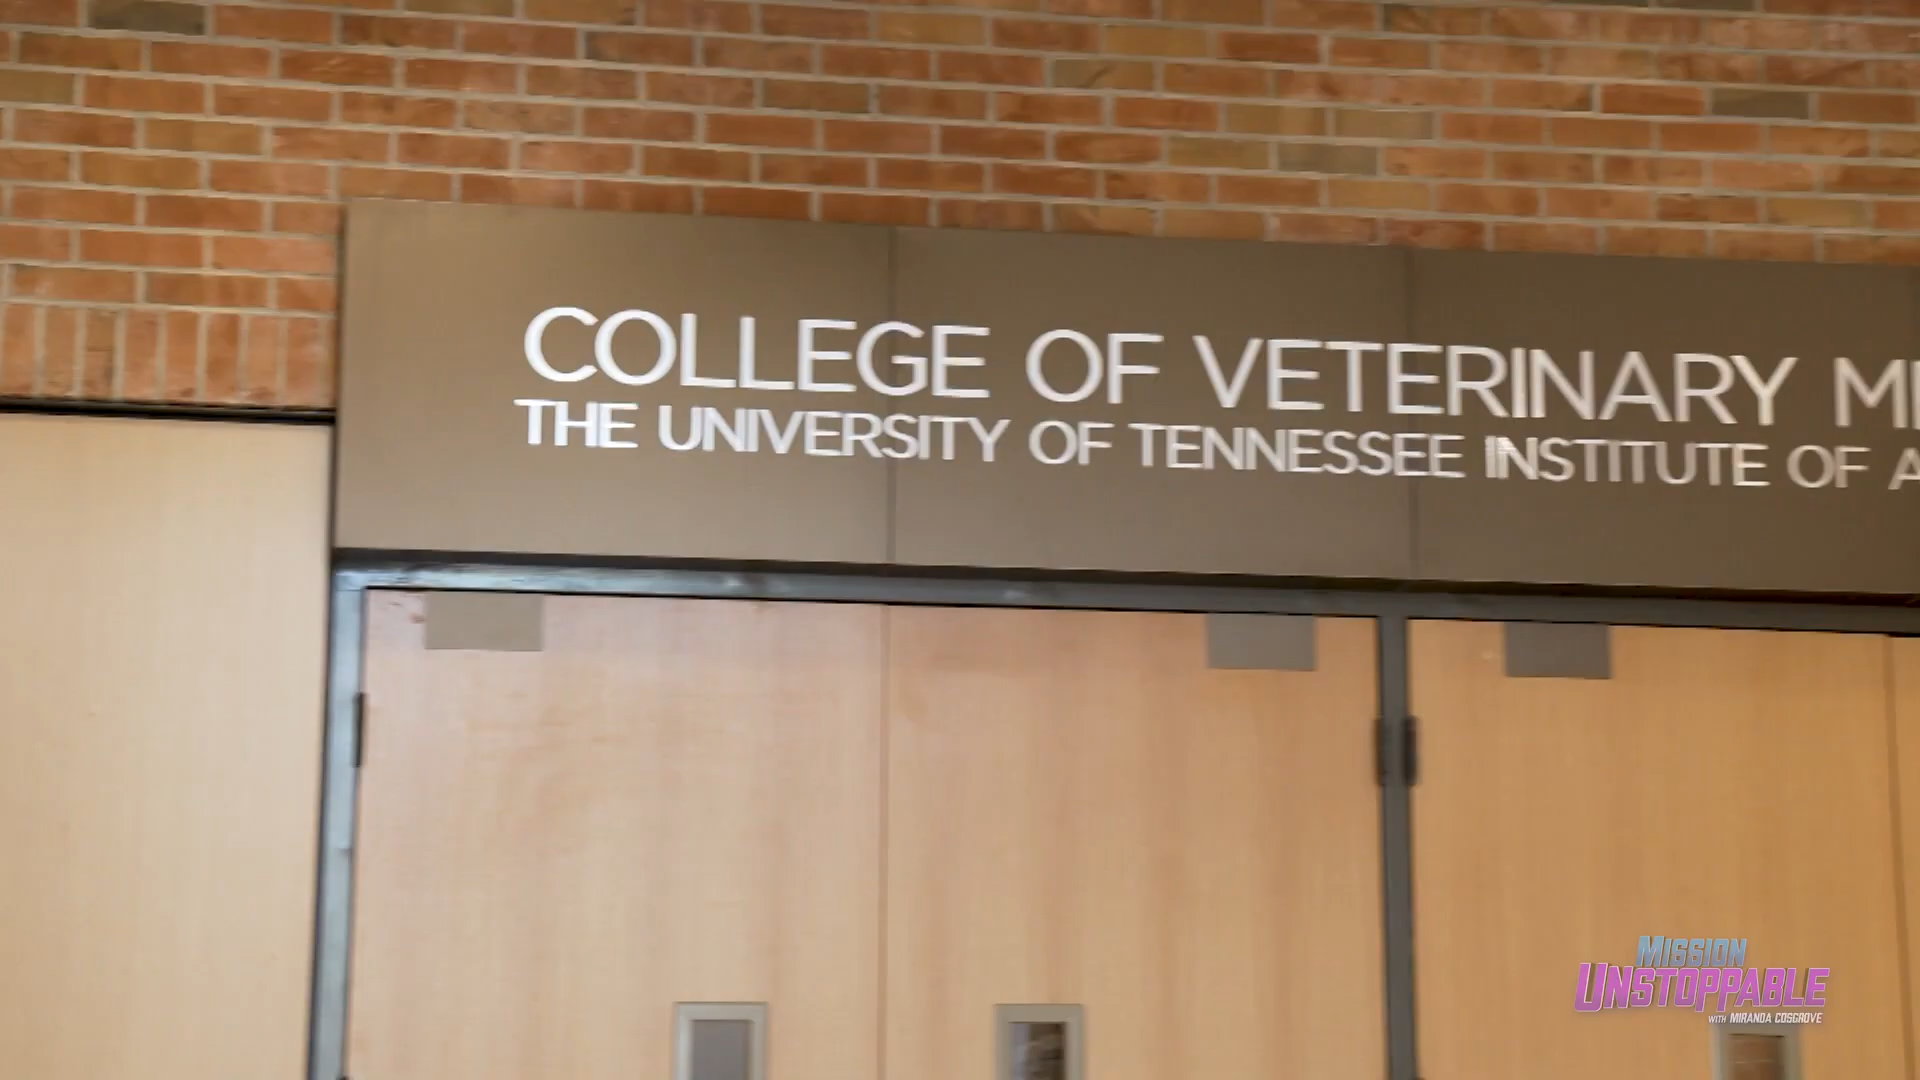 COLLEGE OF VETERINARY
THE UNIVERSITY OF TENNESSEE INSTITUTE OF
MISSION
UNSTOPPABLE
WITH MIRANDA COSGROVE